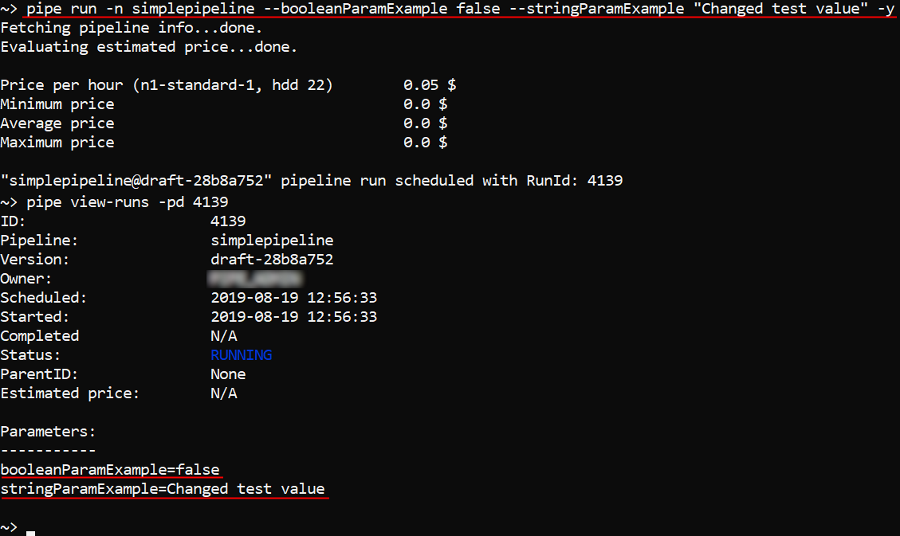 ~> pipe run -n simplepipeline --booleanParamExample false --stringParamExample "Changed test value" -y
Fetching pipeline info...done.
Evaluating estimated price...done.
Price per hour (n1-standard-1, hdd 22) 0.05 $
Minimum price 0.0 $
Average price 0.0 $
Maximum price 0.0 $
"simplepipeline@draft-28b8a752" pipeline run scheduled with RunId: 4139
~> pipe view-runs -pd 4139
ID: 4139
Pipeline: simplepipeline
Version: draft-28b8a752
Owner:
Scheduled: 2019-08-19 12:56:33
Started: 2019-08-19 12:56:33
Completed N/A
Status: RUNNING
ParentID: None
Estimated price: N/A
Parameters:
-----------
booleanParamExample=false
stringParamExample=Changed test value
~>